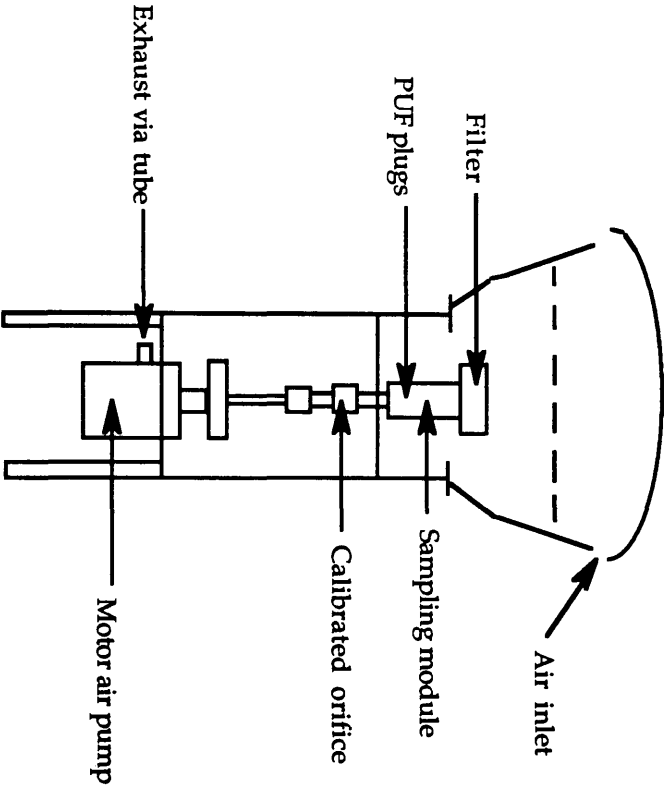 Air inlet
Filter
Sampling module
PUF plugs
Calibrated orifice
Exhaust via tube
Motor air pump